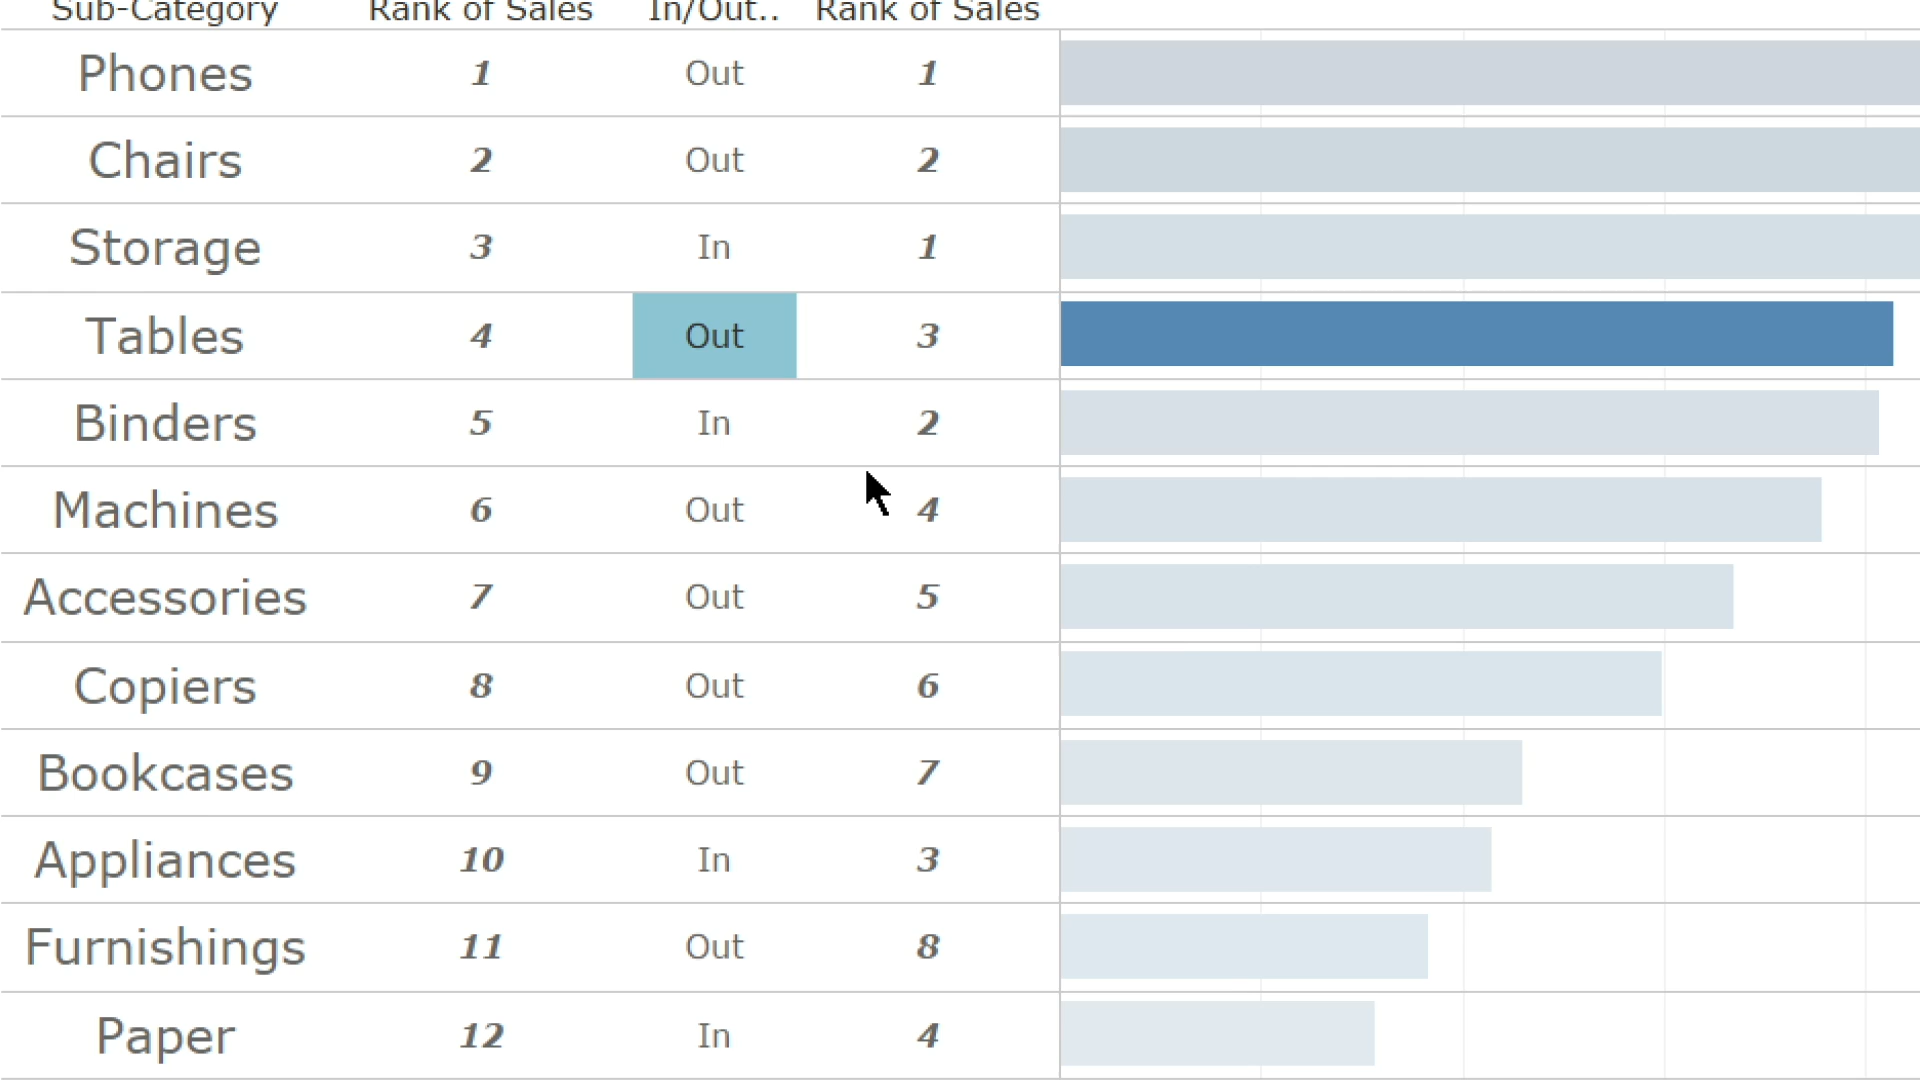 Sub-Category Rank of Sales In/Out.. Rank of Sales
Phones 1 Out 1
Chairs 2 Out 2
Storage 3 In 1
Tables 4 Out 3
Binders 5 In 2
Machines 6 Out 4
Accessories 7 Out 5
Copiers 8 Out 6
Bookcases 9 Out 7
Appliances 10 In 3
Furnishings 11 Out 8
Paper 12 In 4